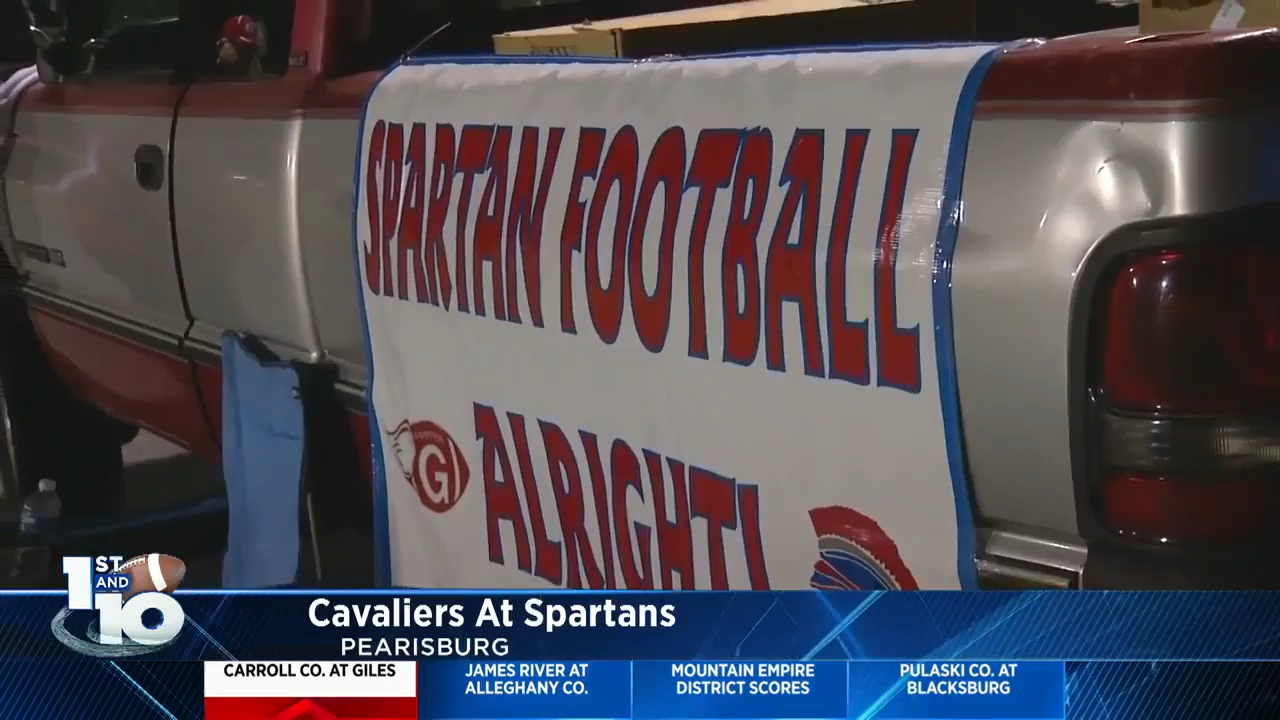 SPARTAN FOOTBALL
ALRIGHT!
G
1ST
AND
10
Cavaliers At Spartans
PEARISBURG
CARROLL CO. AT GILES
JAMES RIVER AT
ALLEGHANY CO.
MOUNTAIN EMPIRE
DISTRICT SCORES
PULASKI CO. AT
BLACKSBURG